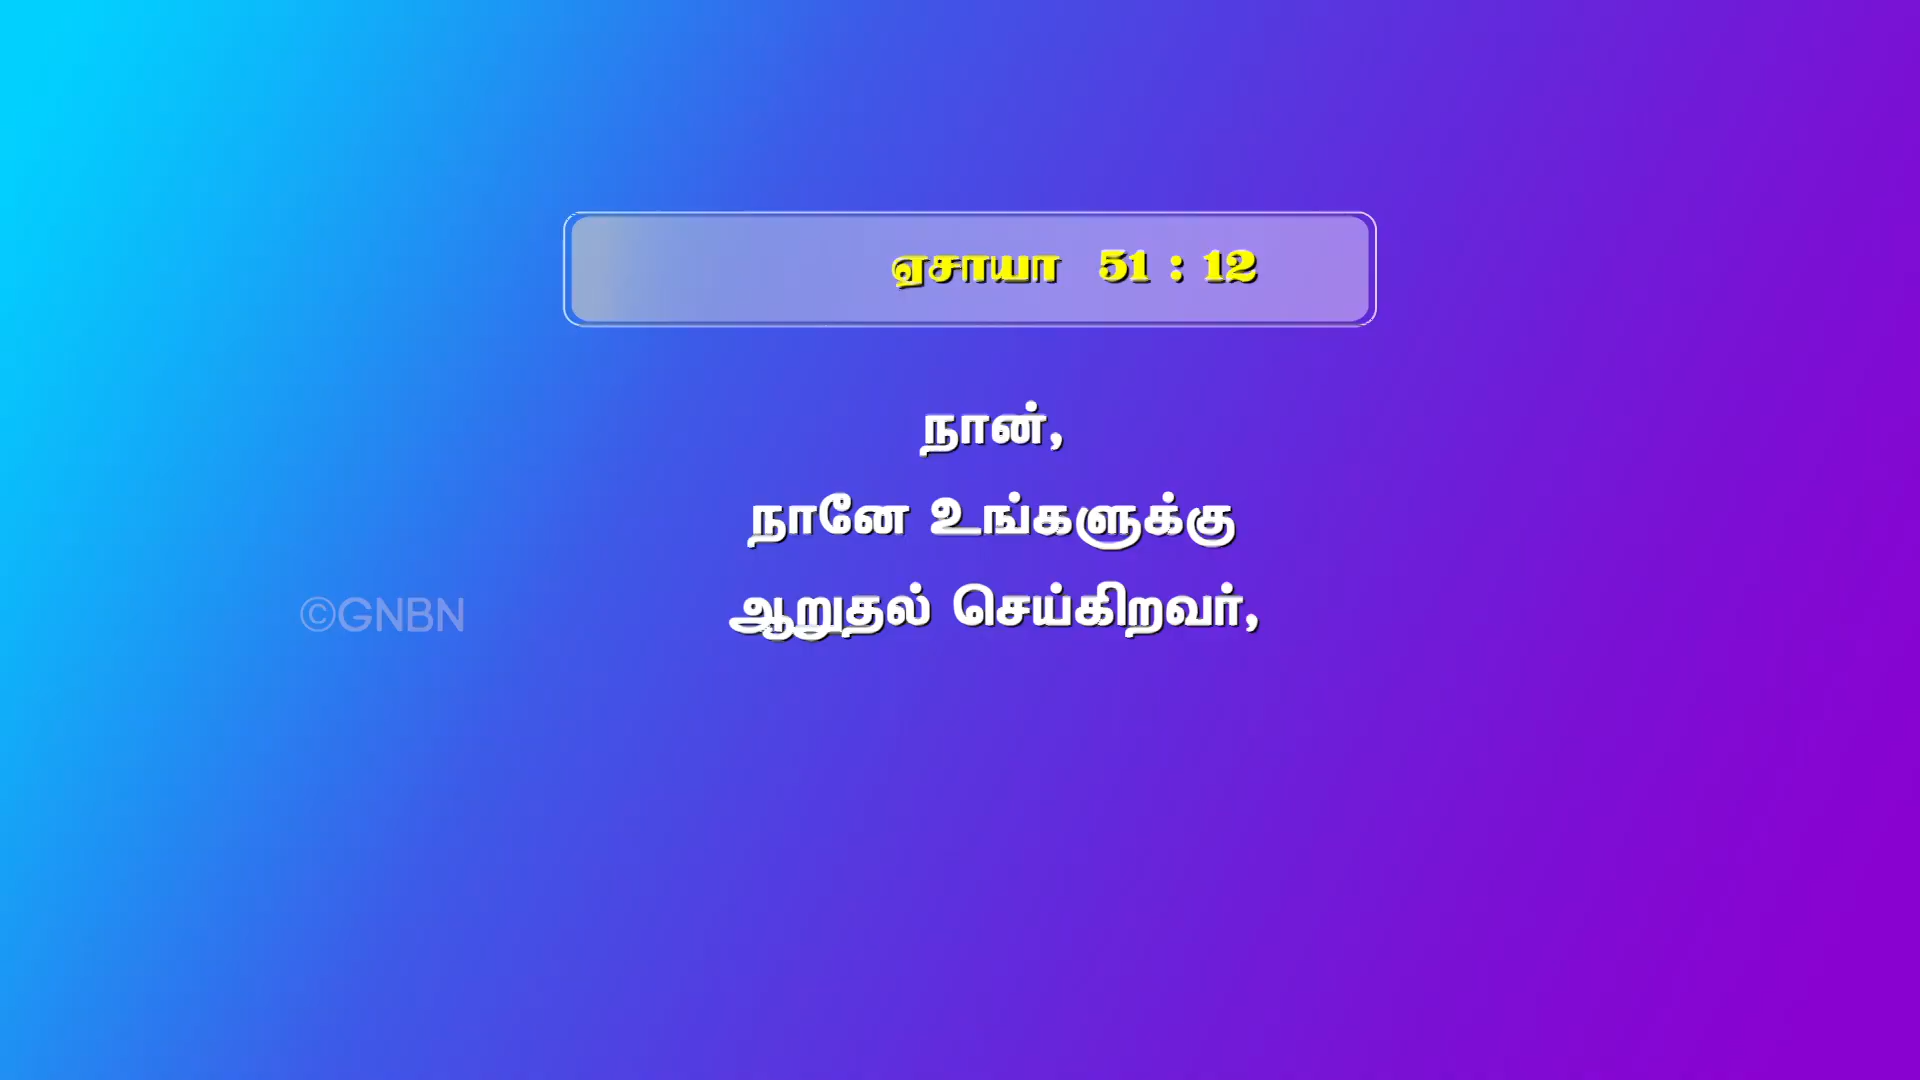 ஏசாயா 51 : 12
நான்,
நானே உங்களுக்கு
ஆறுதல் செய்கிறவர்,
©GNBN